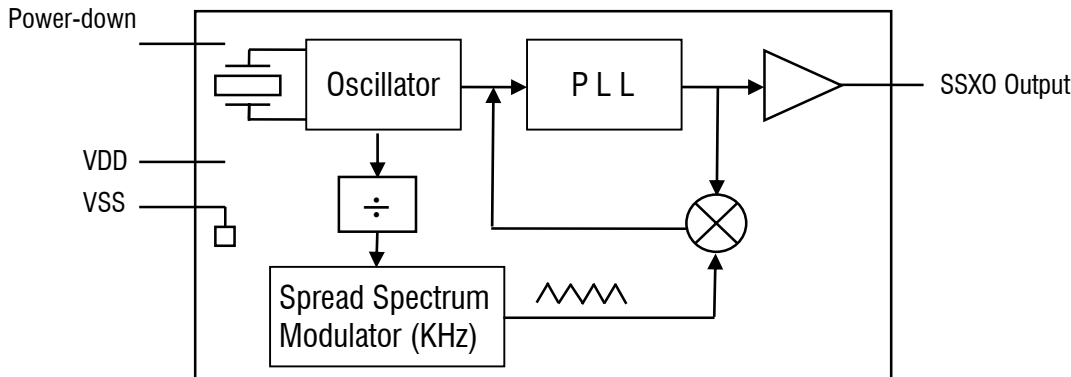 Power-down
Oscillator
P L L
SSXO Output
VDD
VSS
÷
Spread Spectrum
Modulator (KHz)